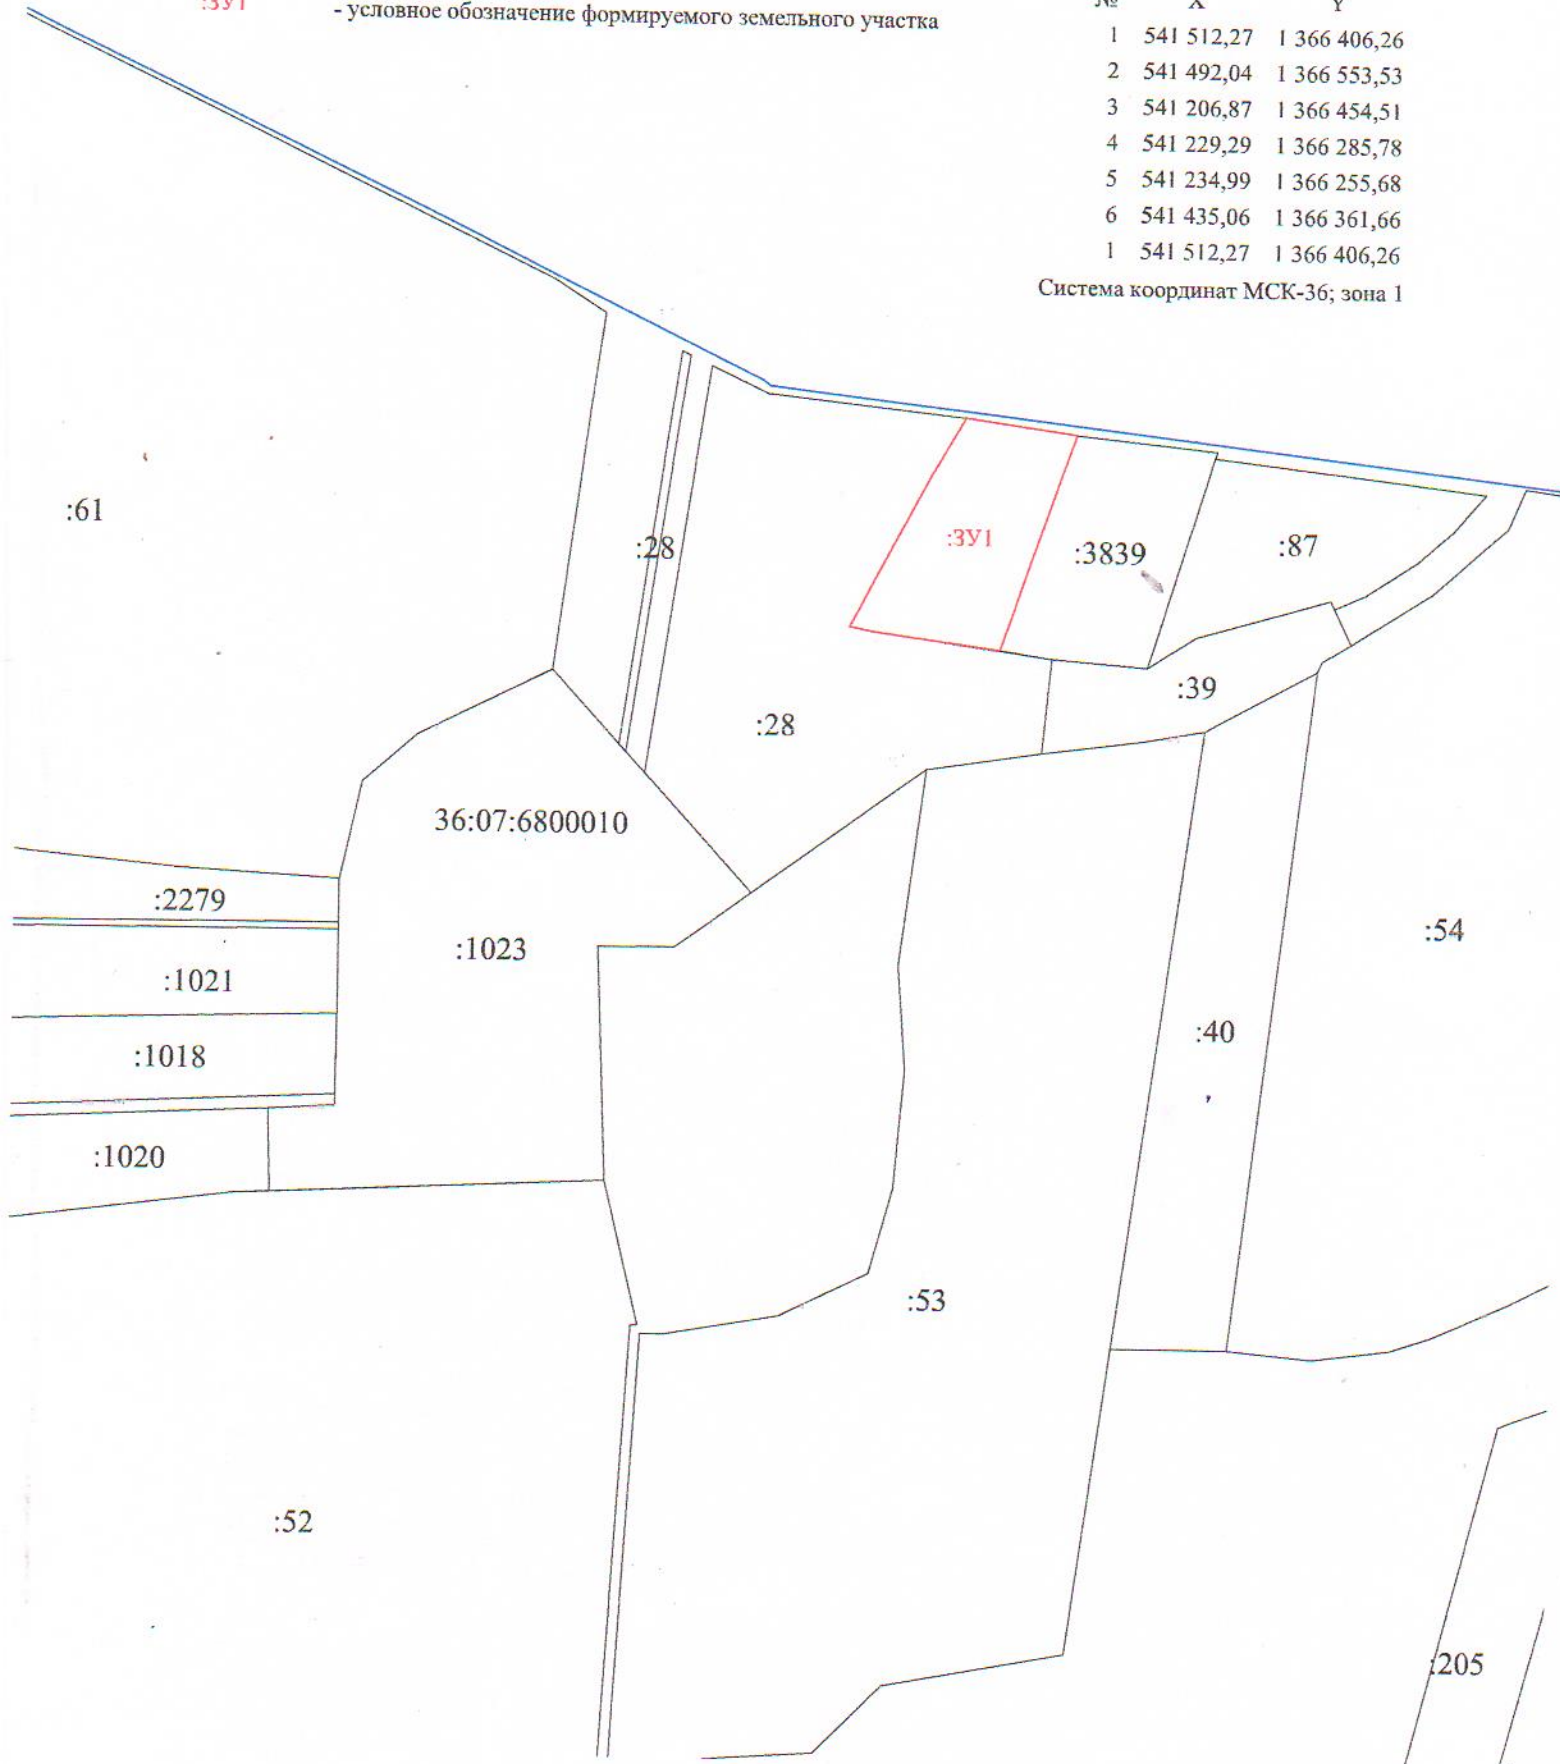 :ЗУ1 - условное обозначение формируемого земельного участка
№ X Y
1 541 512,27 1 366 406,26
2 541 492,04 1 366 553,53
3 541 206,87 1 366 454,51
4 541 229,29 1 366 285,78
5 541 234,99 1 366 255,68
6 541 435,06 1 366 361,66
1 541 512,27 1 366 406,26
Система координат МСК-36; зона 1
:61
:28
:ЗУ1
:3839
:87
:39
:28
36:07:6800010
:2279
:1023
:54
:1021
:40
:1018
:1020
:53
:52
:205